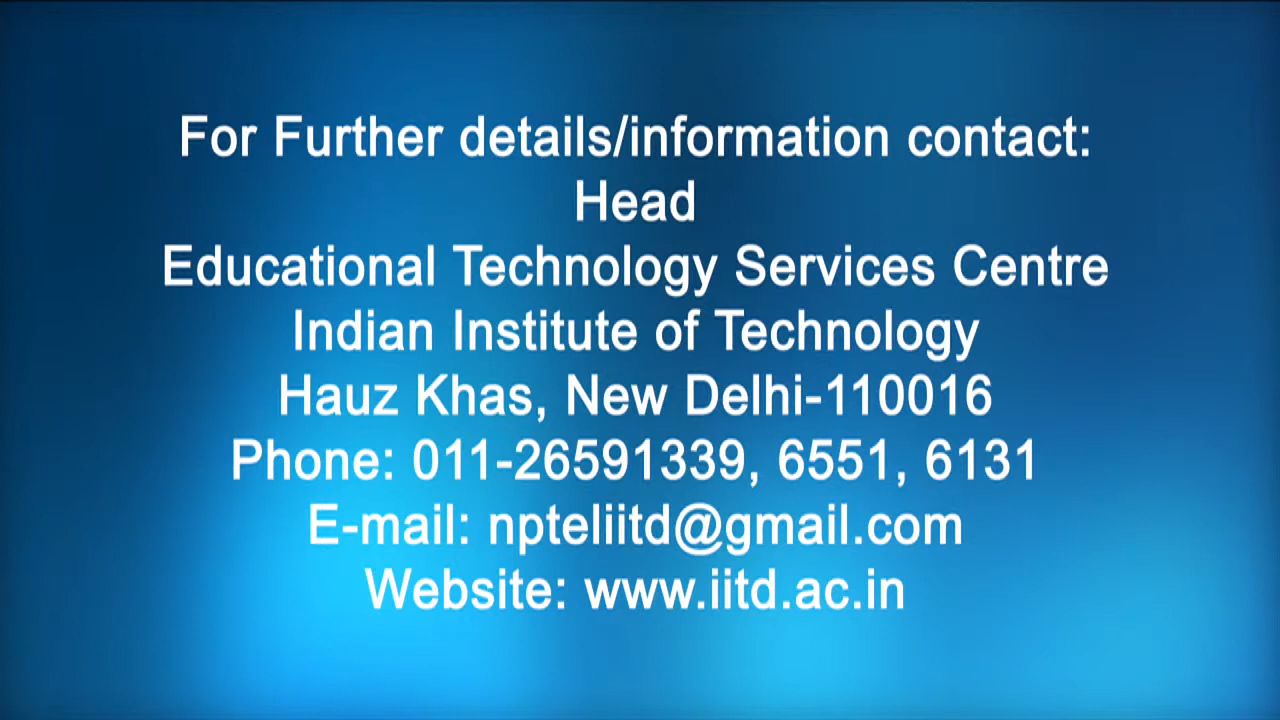 For Further details/information contact:
Head
Educational Technology Services Centre
Indian Institute of Technology
Hauz Khas, New Delhi-110016
Phone: 011-26591339, 6551, 6131
E-mail: npteliitd@gmail.com
Website: www.iitd.ac.in